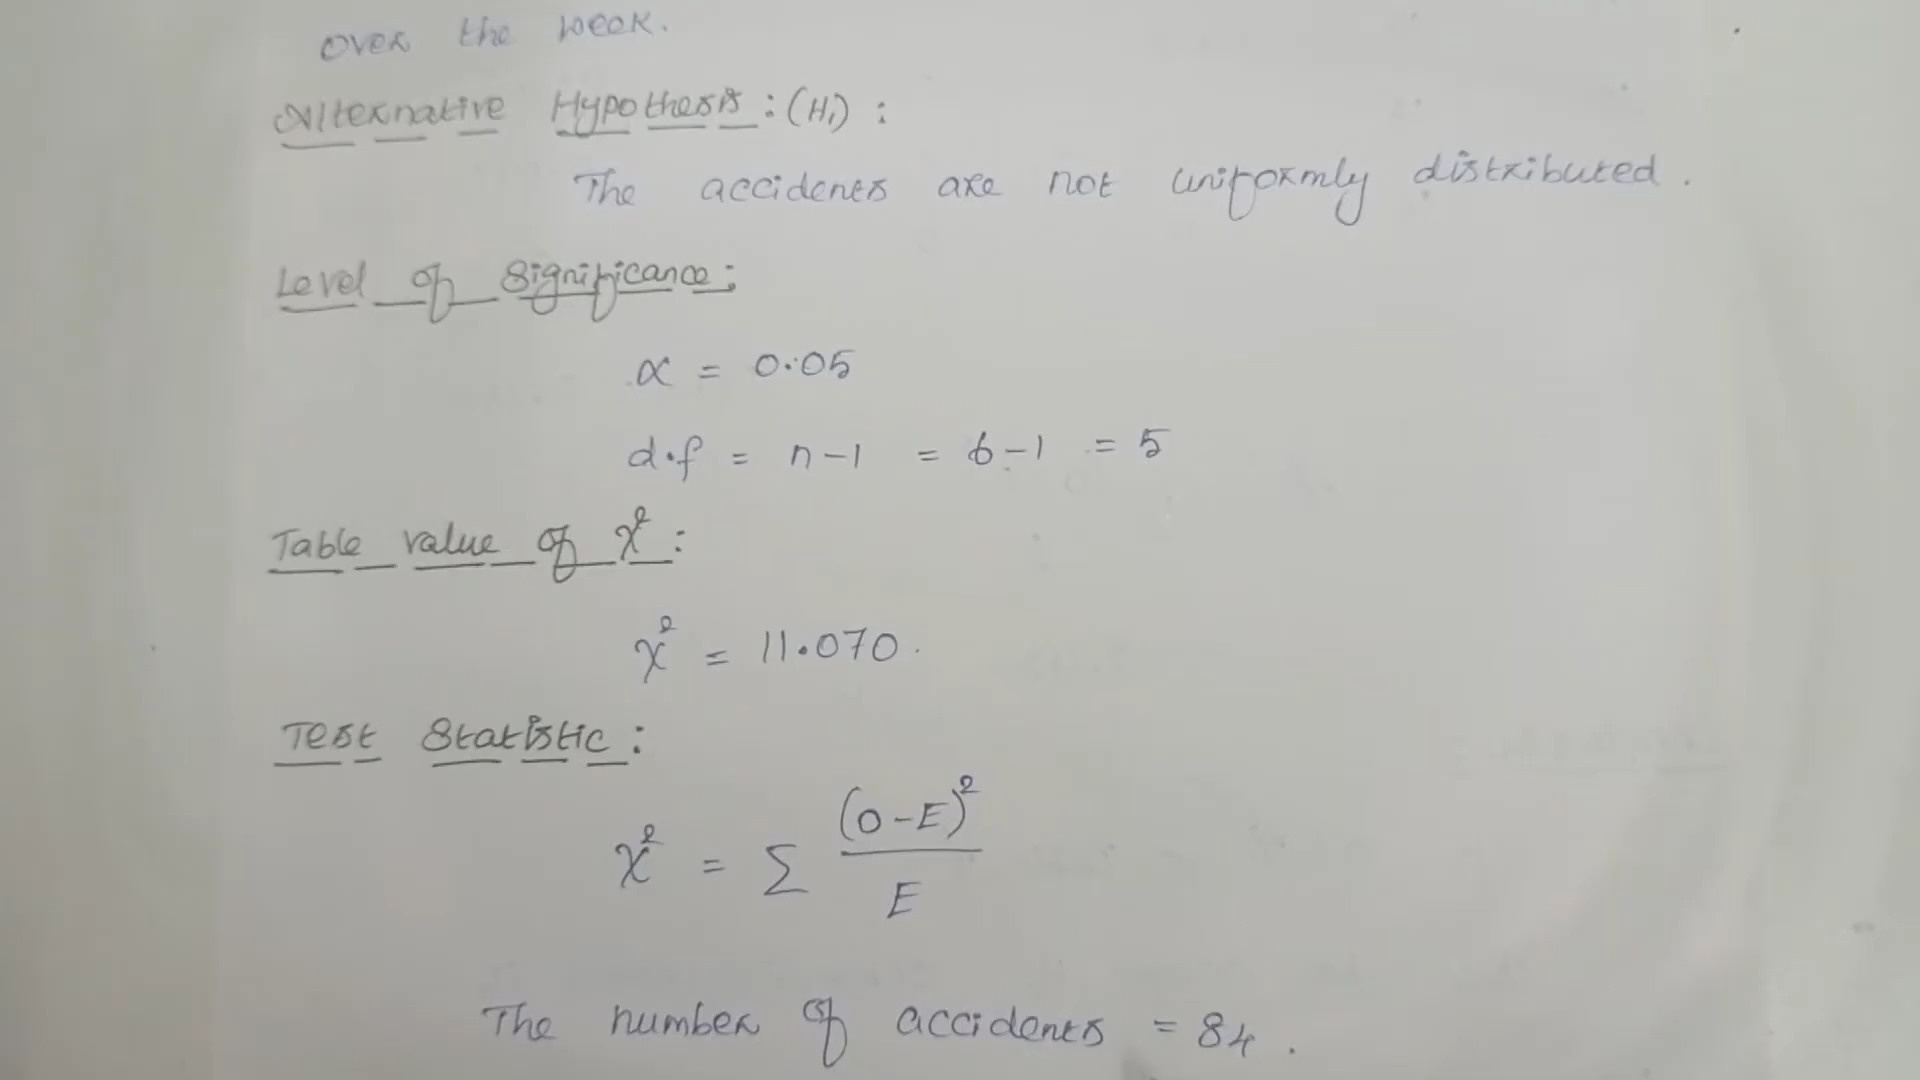 over the week.
Alternative Hypothesis : (H₁) :
The accidents are not uniformly distributed.
Level of Significance :
α = 0.05
d.f = n-1 = 6-1 = 5
Table value of χ² :
χ² = 11.070.
Test Statistic :
χ² = Σ (O-E)² / E
The number of accidents = 84.